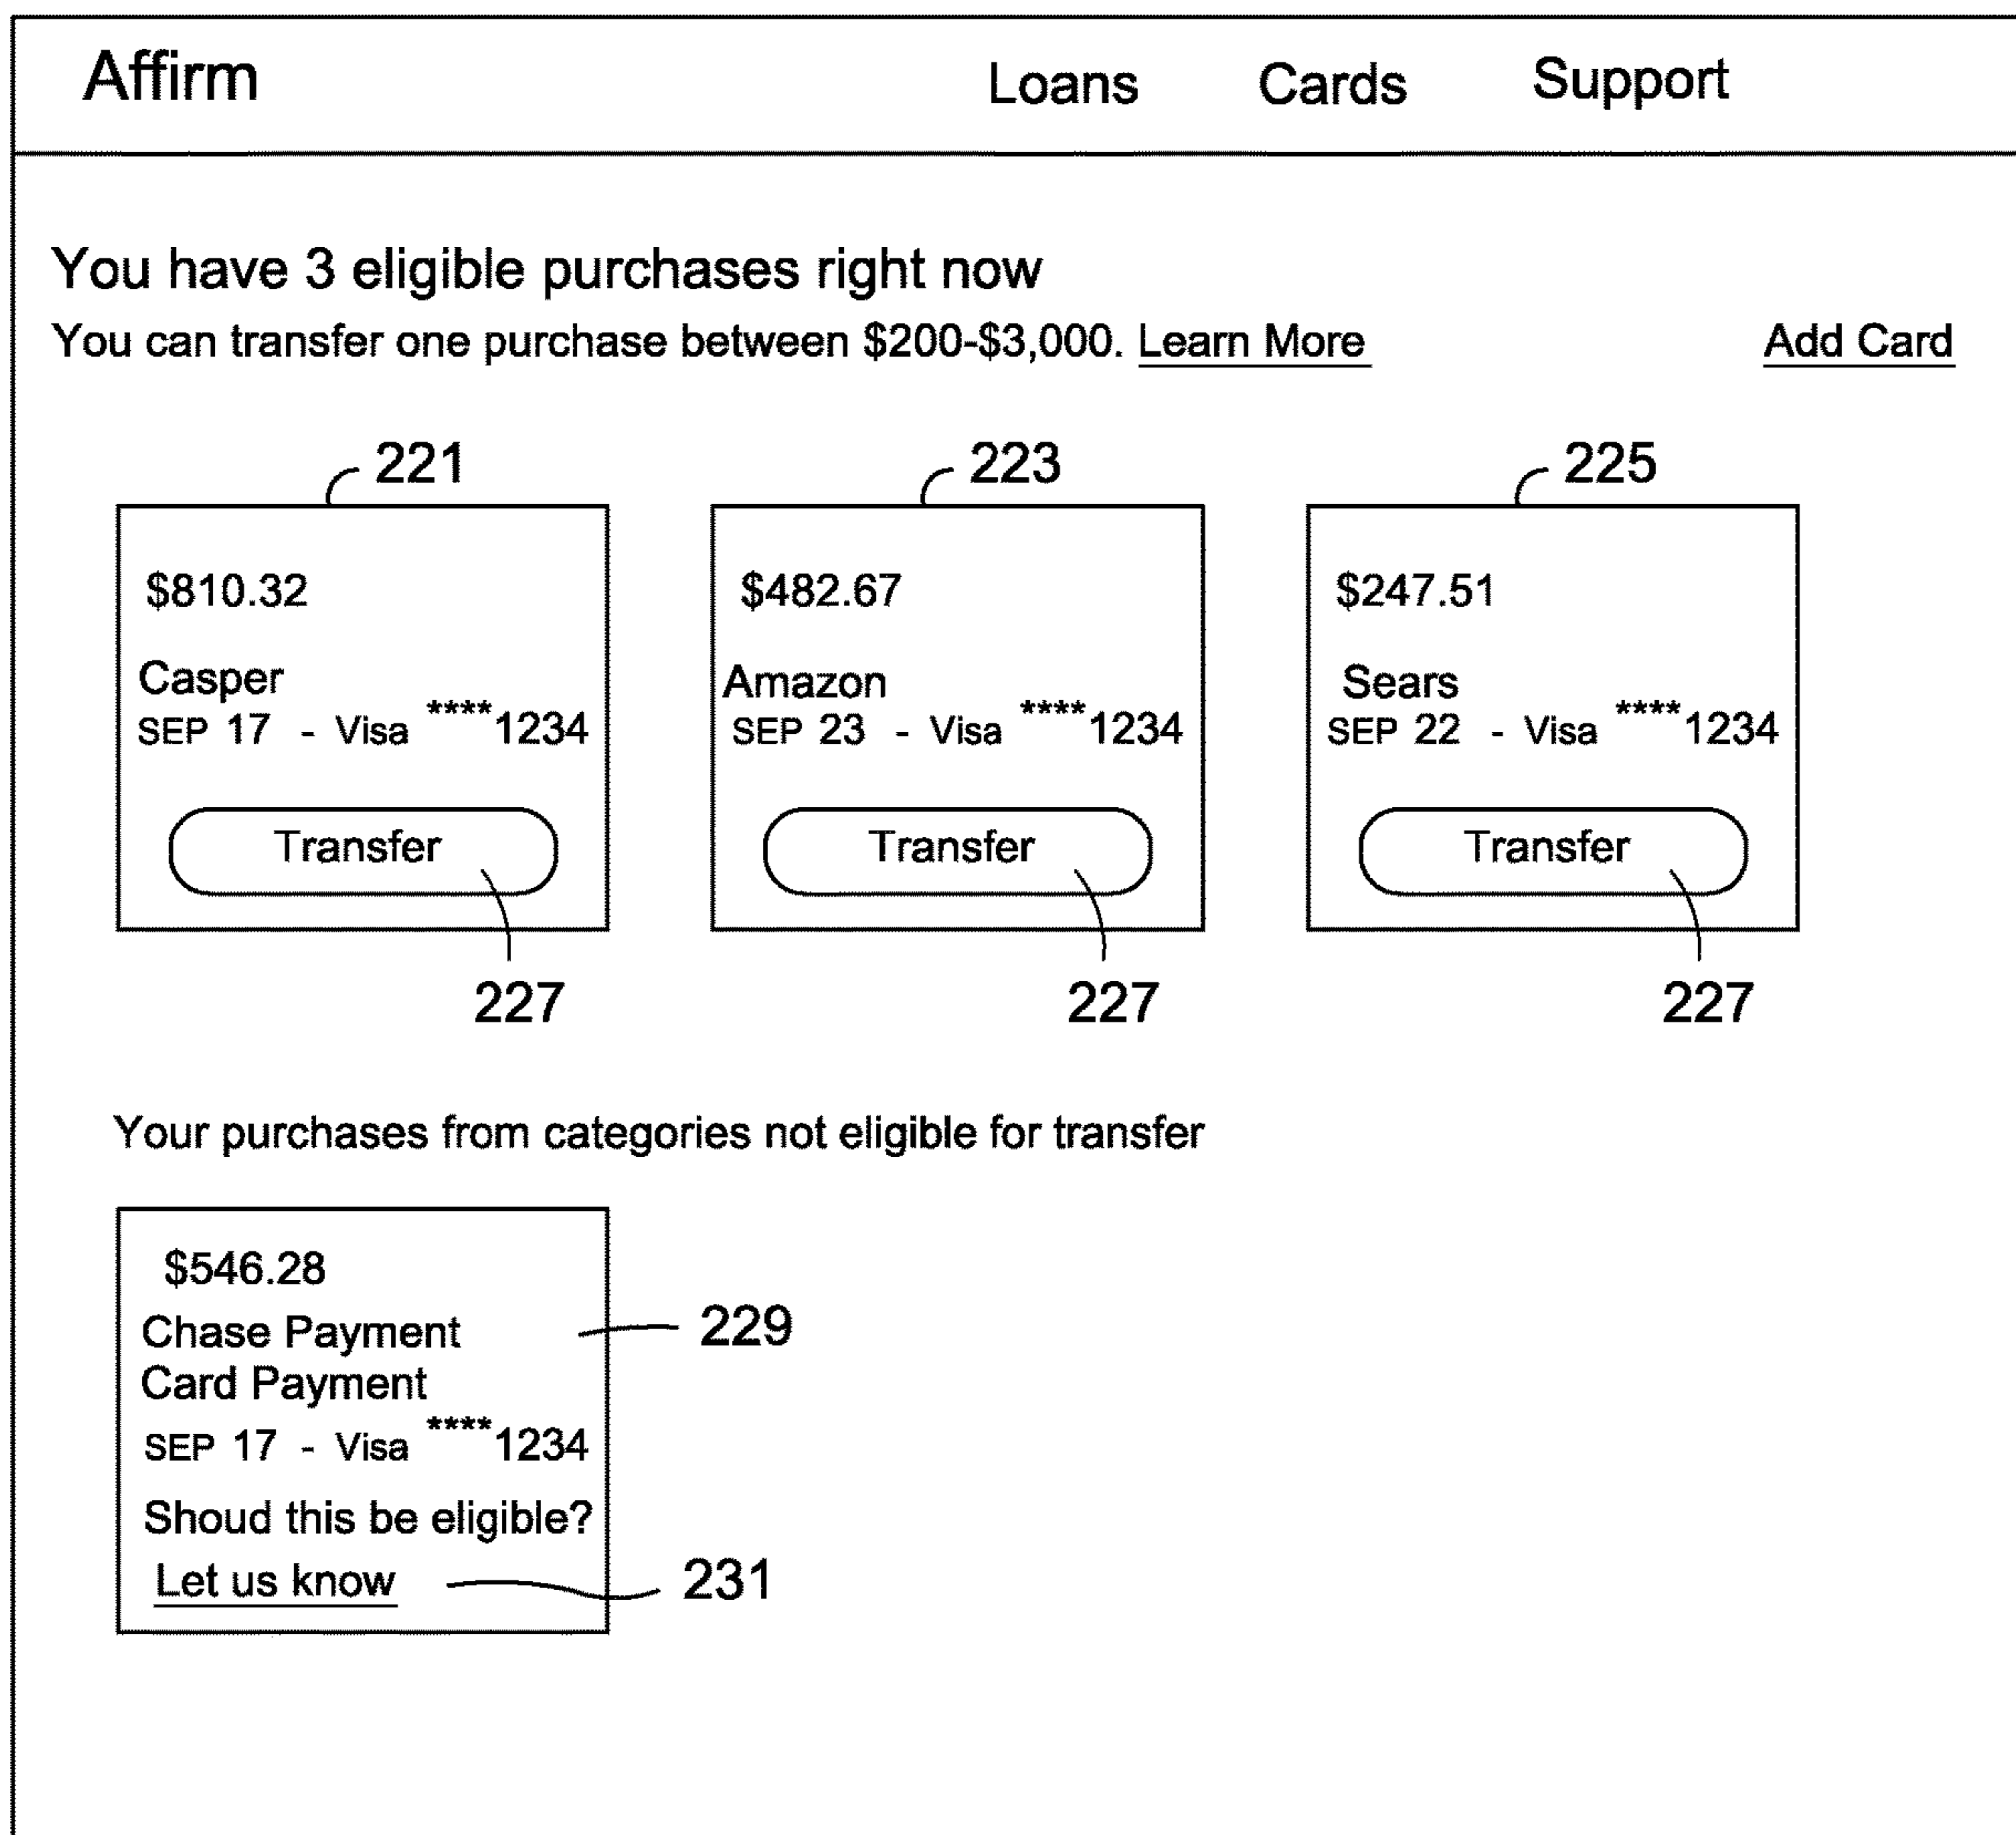 Affirm Loans Cards Support
You have 3 eligible purchases right now
You can transfer one purchase between $200-$3,000. Learn More Add Card
221 223 225
$810.32 $482.67 $247.51
Casper Amazon Sears
SEP 17 - Visa ****1234 SEP 23 - Visa ****1234 SEP 22 - Visa ****1234
Transfer Transfer Transfer
227 227 227
Your purchases from categories not eligible for transfer
$546.28
Chase Payment 229
Card Payment
SEP 17 - Visa ****1234
Shoud this be eligible?
Let us know 231